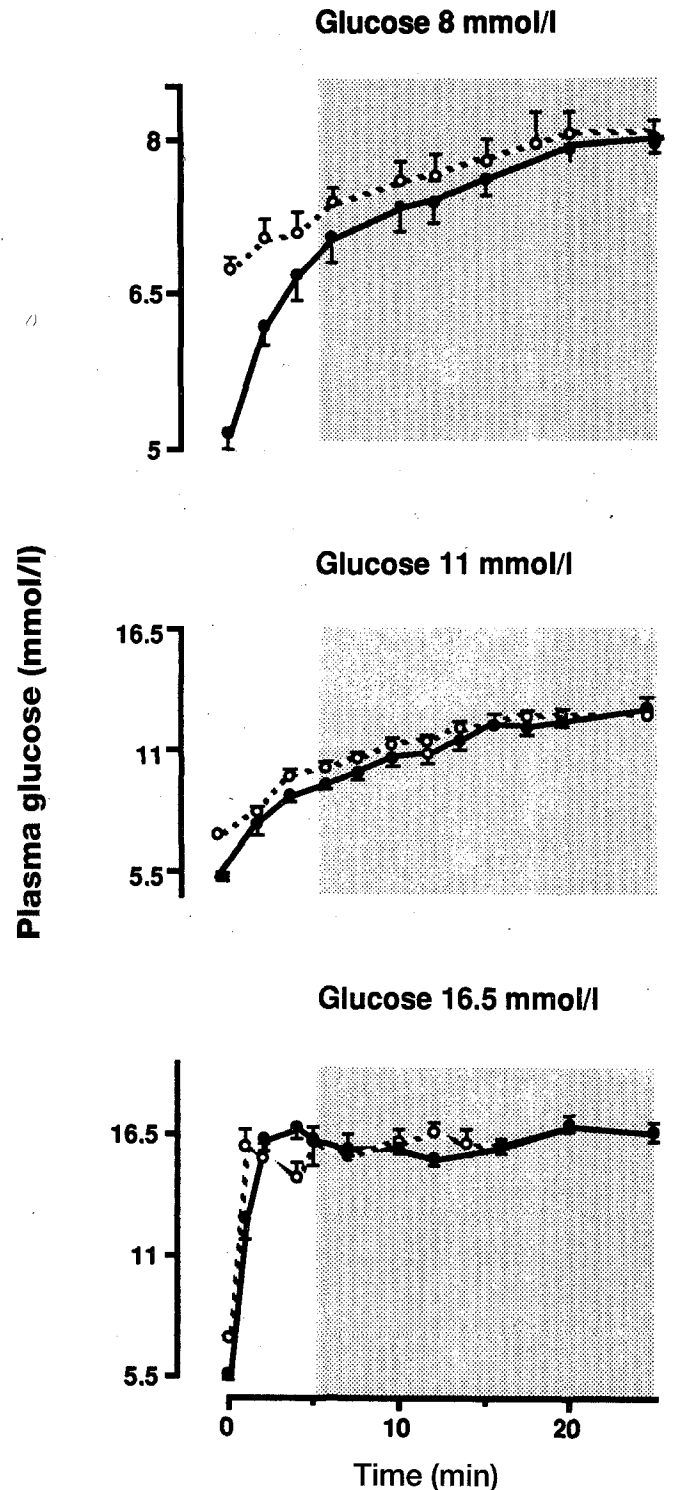 Glucose 8 mmol/l
8
6.5
5
Plasma glucose (mmol/l)
Glucose 11 mmol/l
16.5
11
5.5
Glucose 16.5 mmol/l
16.5
11
5.5
0 10 20
Time (min)